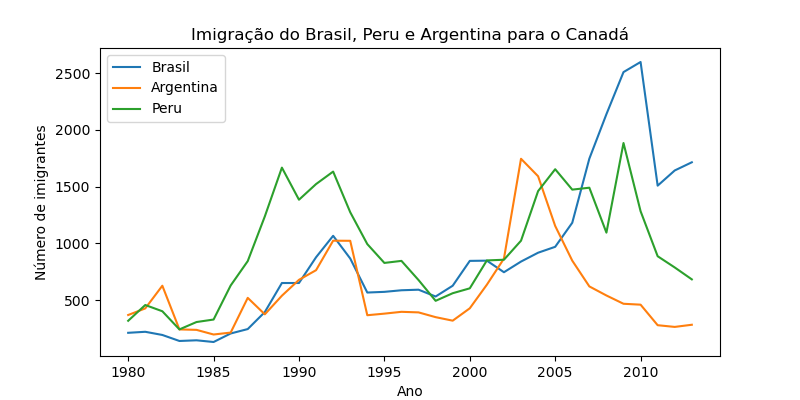 Imigração do Brasil, Peru e Argentina para o Canadá
Brasil
Argentina
Peru
Número de imigrantes
2500
2000
1500
1000
500
1980 1985 1990 1995 2000 2005 2010
Ano